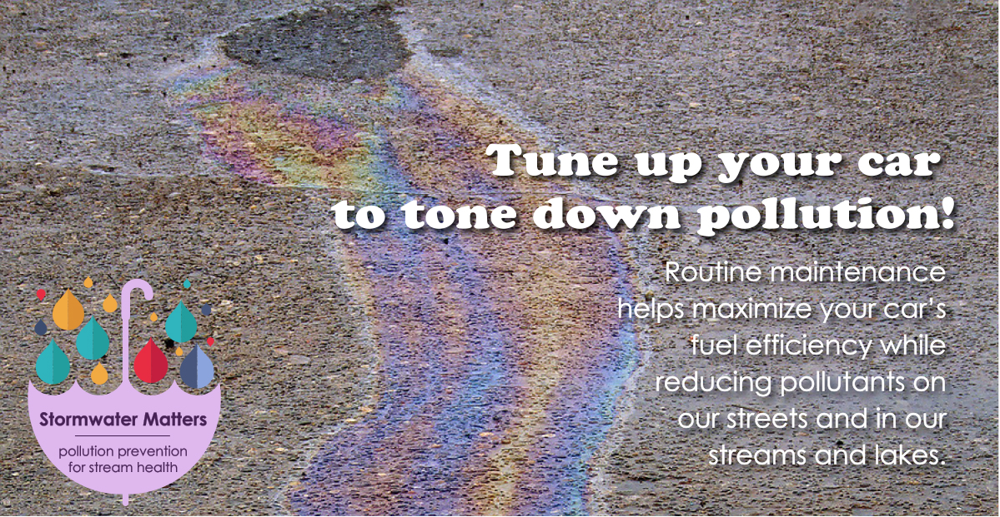 Tune up your car
to tone down pollution!
Routine maintenance
helps maximize your car's
fuel efficiency while
reducing pollutants on
our streets and in our
streams and lakes.
Stormwater Matters
pollution prevention
for stream health